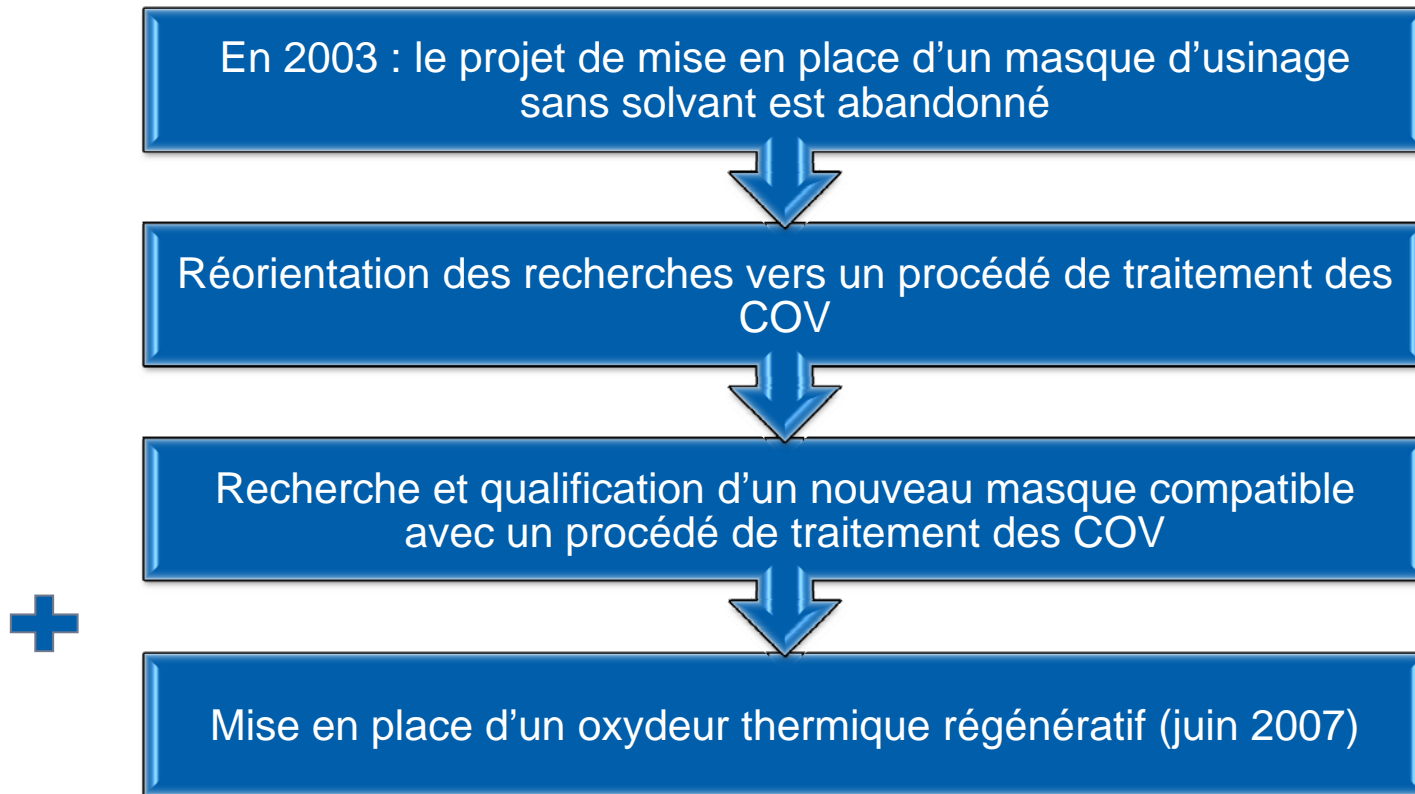 En 2003 : le projet de mise en place d’un masque d’usinage
sans solvant est abandonné
Réorientation des recherches vers un procédé de traitement des
COV
Recherche et qualification d’un nouveau masque compatible
avec un procédé de traitement des COV
Mise en place d’un oxydeur thermique régénératif (juin 2007)